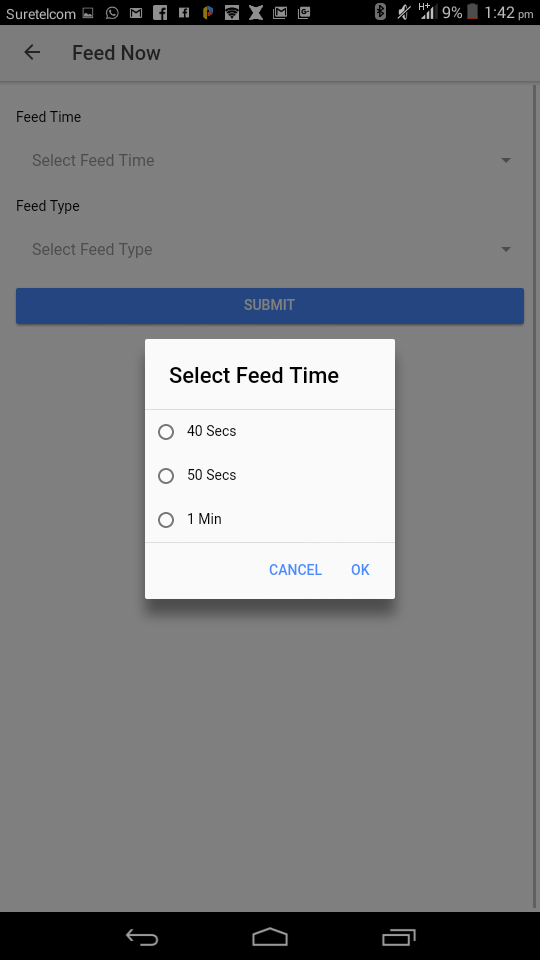 Suretelcom H+ 9% 1:42 pm
Feed Now
Feed Time
Select Feed Time
Feed Type
Select Feed Type
SUBMIT
Select Feed Time
40 Secs
50 Secs
1 Min
CANCEL OK